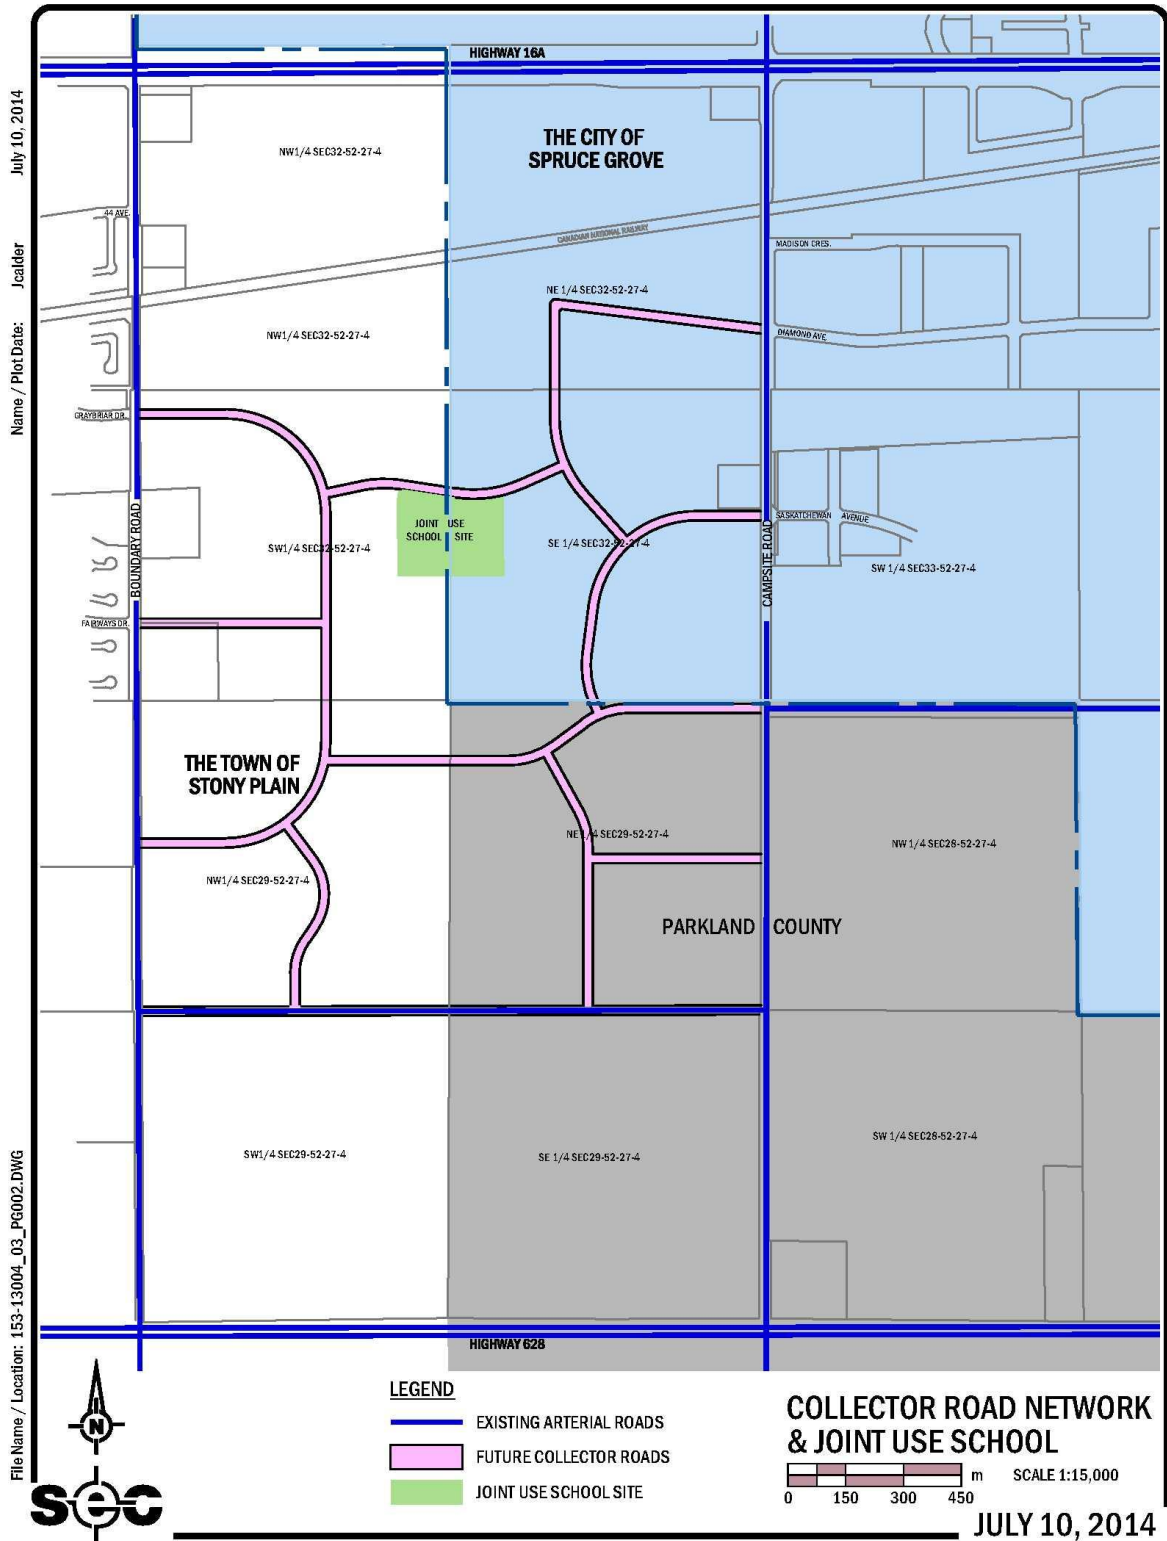 HIGHWAY 16A
THE CITY OF
SPRUCE GROVE
NW1/4 SEC32-52-27-4
44 AVE.
CANADIAN NATIONAL RAILWAY
MADISON CRES.
NE 1/4 SEC32-52-27-4
NW1/4 SEC32-52-27-4
DIAMOND AVE
GRAYBRIAR DR.
BOUNDARY ROAD
JOINT USE
SCHOOL SITE
SW1/4 SEC32-52-27-4
SE 1/4 SEC32-52-27-4
CAMPSITE ROAD
SASKATCHEWAN AVENUE
SW 1/4 SEC33-52-27-4
FAIRWAYS DR.
THE TOWN OF
STONY PLAIN
NE 1/4 SEC29-52-27-4
NW 1/4 SEC28-52-27-4
NW1/4 SEC29-52-27-4
PARKLAND COUNTY
SW1/4 SEC29-52-27-4
SE 1/4 SEC29-52-27-4
SW 1/4 SEC28-52-27-4
HIGHWAY 628
File Name / Location: 153-13004_03_PG002.DWG
Name / Plot Date: Jcalder July 10, 2014
N
sec
LEGEND
EXISTING ARTERIAL ROADS
FUTURE COLLECTOR ROADS
JOINT USE SCHOOL SITE
COLLECTOR ROAD NETWORK
& JOINT USE SCHOOL
m SCALE 1:15,000
0 150 300 450
JULY 10, 2014